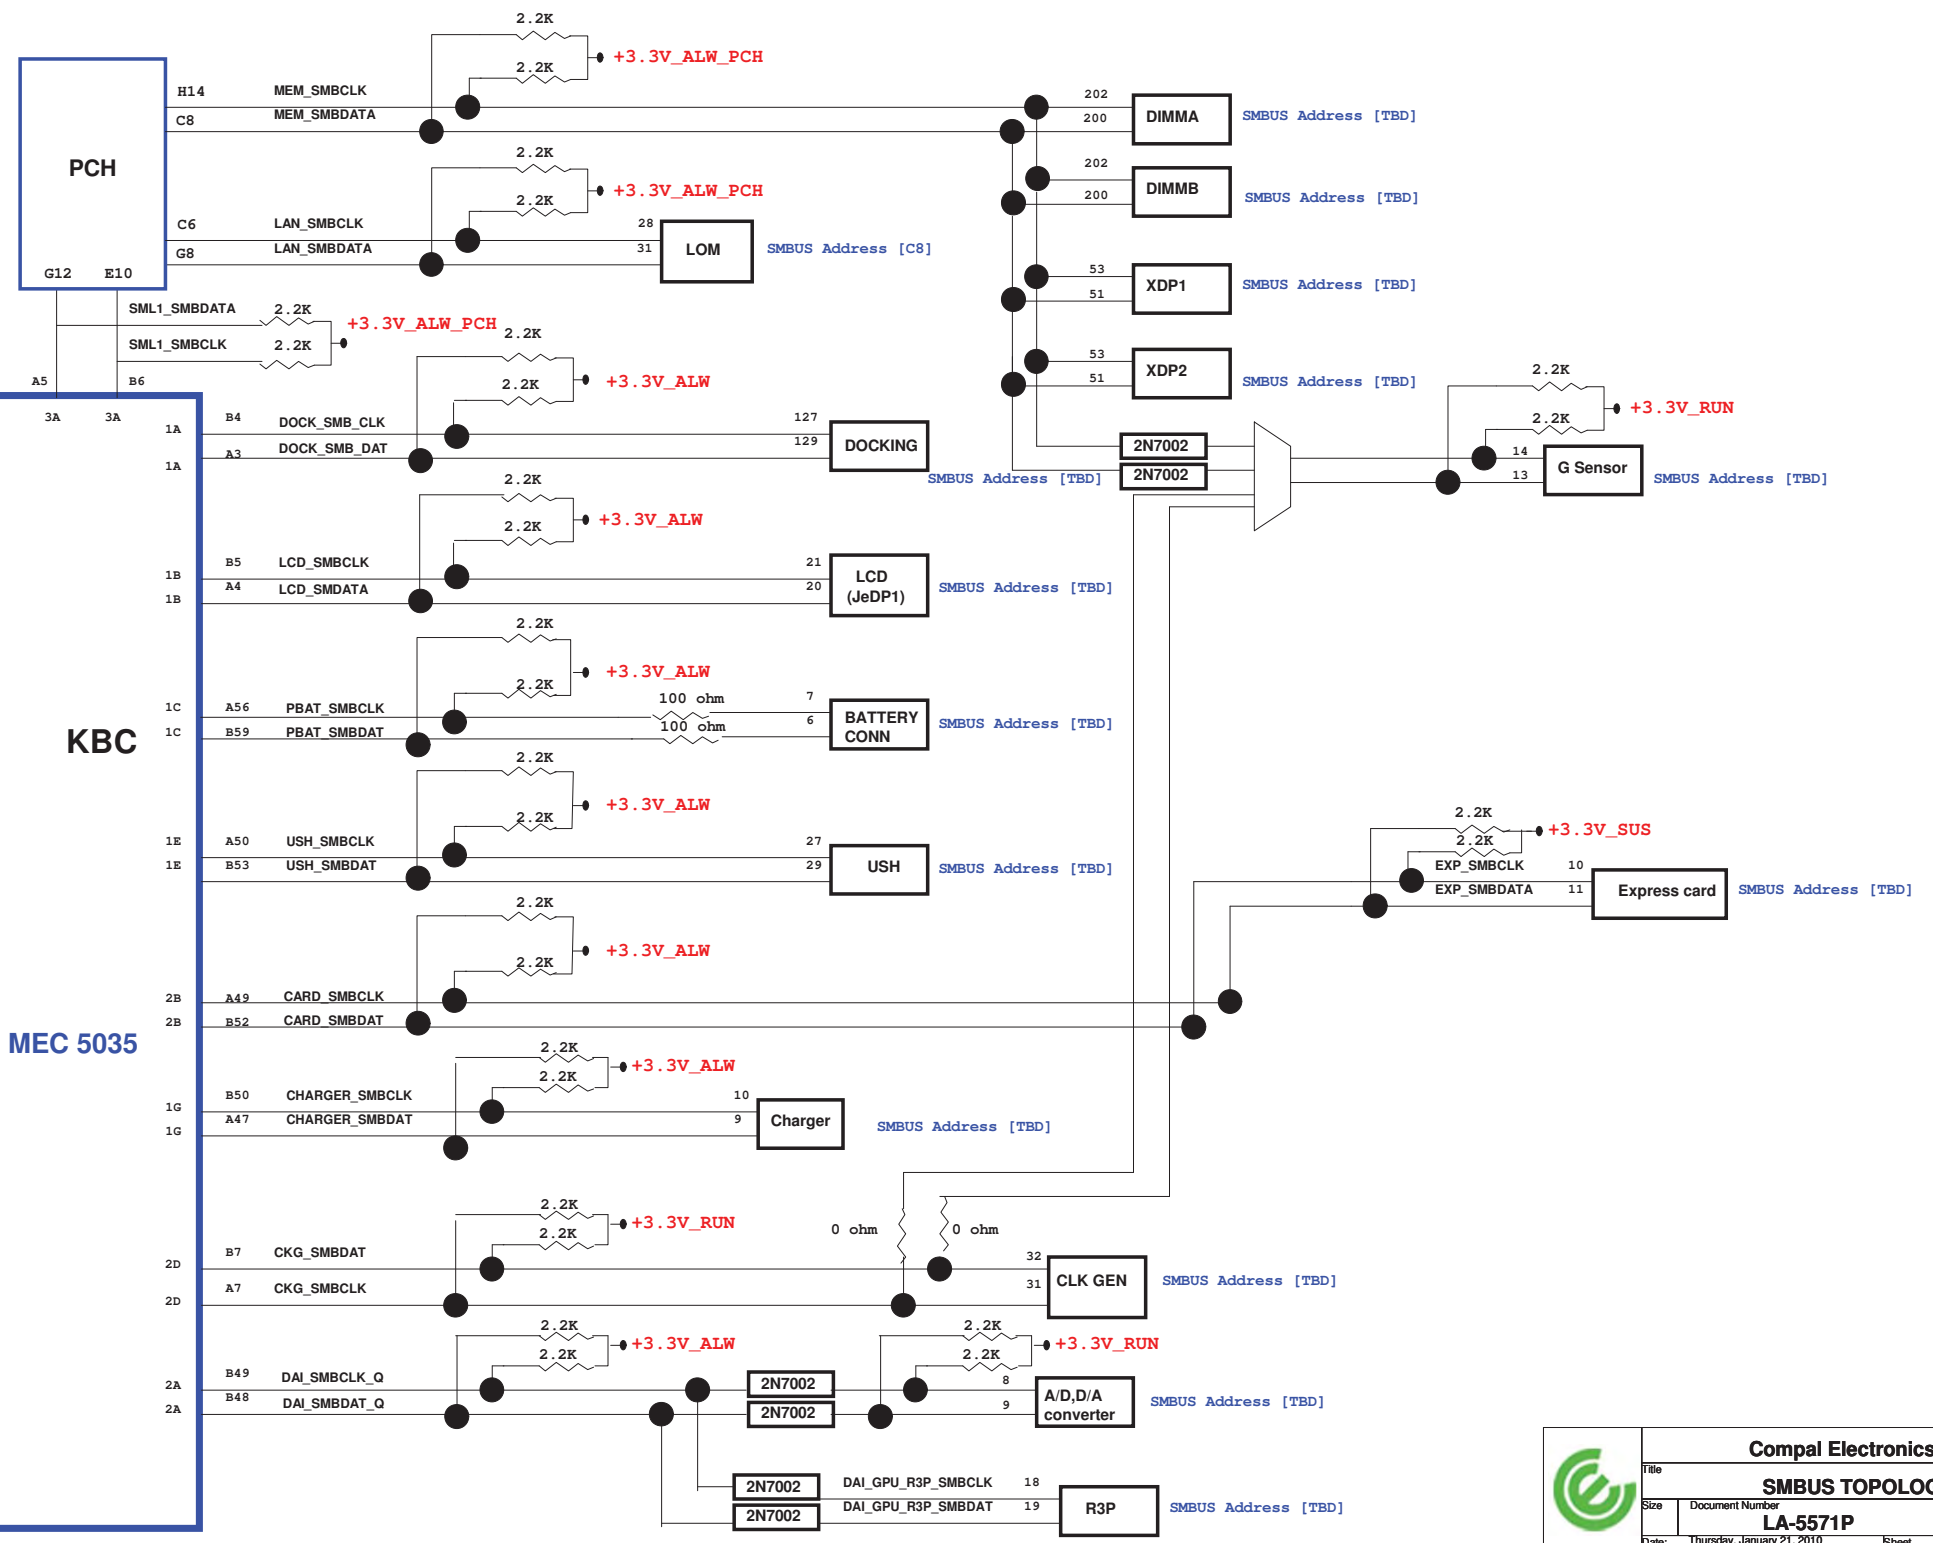 2.2K
2.2K
+3.3V_ALW_PCH
PCH
H14 MEM_SMBCLK
C8 MEM_SMBDATA
202
200
DIMMA
SMBUS Address [TBD]
2.2K
2.2K
+3.3V_ALW_PCH
202
200
DIMMB
SMBUS Address [TBD]
C6 LAN_SMBCLK
G8 LAN_SMBDATA
28
31
LOM
SMBUS Address [C8]
G12 E10
53
51
XDP1
SMBUS Address [TBD]
SML1_SMBDATA 2.2K
SML1_SMBCLK 2.2K
+3.3V_ALW_PCH
53
51
XDP2
SMBUS Address [TBD]
A5 B6
3A 3A
KBC
MEC 5035
2.2K
2.2K
+3.3V_ALW
1A B4 DOCK_SMB_CLK
1A A3 DOCK_SMB_DAT
127
129
DOCKING
SMBUS Address [TBD]
2N7002
2N7002
2.2K
2.2K
+3.3V_RUN
14
13
G Sensor
SMBUS Address [TBD]
2.2K
2.2K
+3.3V_ALW
1B B5 LCD_SMBCLK
1B A4 LCD_SMDATA
21
20
LCD
(JeDP1)
SMBUS Address [TBD]
2.2K
2.2K
+3.3V_ALW
1C A56 PBAT_SMBCLK
1C B59 PBAT_SMBDAT
100 ohm
100 ohm
7
6
BATTERY
CONN
SMBUS Address [TBD]
2.2K
2.2K
+3.3V_ALW
1E A50 USH_SMBCLK
1E B53 USH_SMBDAT
27
29
USH
SMBUS Address [TBD]
2.2K
2.2K
+3.3V_SUS
EXP_SMBCLK 10
EXP_SMBDATA 11
Express card
SMBUS Address [TBD]
2.2K
2.2K
+3.3V_ALW
2B A49 CARD_SMBCLK
2B B52 CARD_SMBDAT
2.2K
2.2K
+3.3V_ALW
1G B50 CHARGER_SMBCLK
1G A47 CHARGER_SMBDAT
10
9
Charger
SMBUS Address [TBD]
2.2K
2.2K
+3.3V_RUN
0 ohm 0 ohm
2D B7 CKG_SMBDAT
2D A7 CKG_SMBCLK
32
31
CLK GEN
SMBUS Address [TBD]
2.2K
2.2K
+3.3V_ALW
2.2K
2.2K
+3.3V_RUN
2A B49 DAI_SMBCLK_Q
2A B48 DAI_SMBDAT_Q
2N7002
2N7002
8
9
A/D,D/A
converter
SMBUS Address [TBD]
2N7002 DAI_GPU_R3P_SMBCLK 18
2N7002 DAI_GPU_R3P_SMBDAT 19
R3P
SMBUS Address [TBD]
Compal Electronics
Title
SMBUS TOPOLOG
Size Document Number
LA-5571P
Date: Thursday, January 21, 2010 Sheet